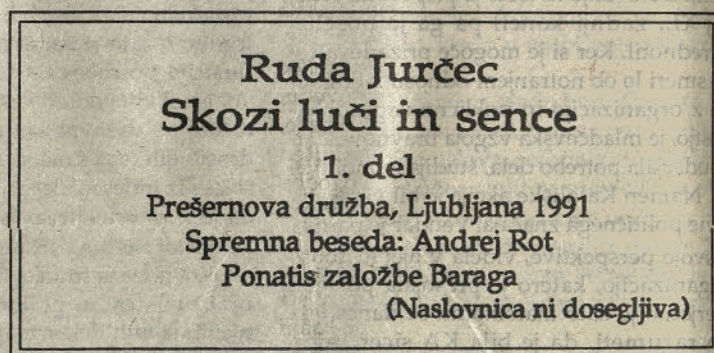 Ruda Jurčec
Skozi luči in sence
1. del
Prešernova družba, Ljubljana 1991
Spremna beseda: Andrej Rot
Ponatis založbe Baraga
(Naslovnica ni dosegljiva)